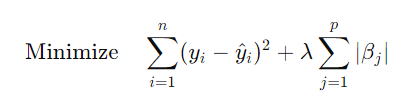 Minimize $\sum_{i=1}^{n}(y_i - \hat{y}_i)^2 + \lambda \sum_{j=1}^{p} |\beta_j|$